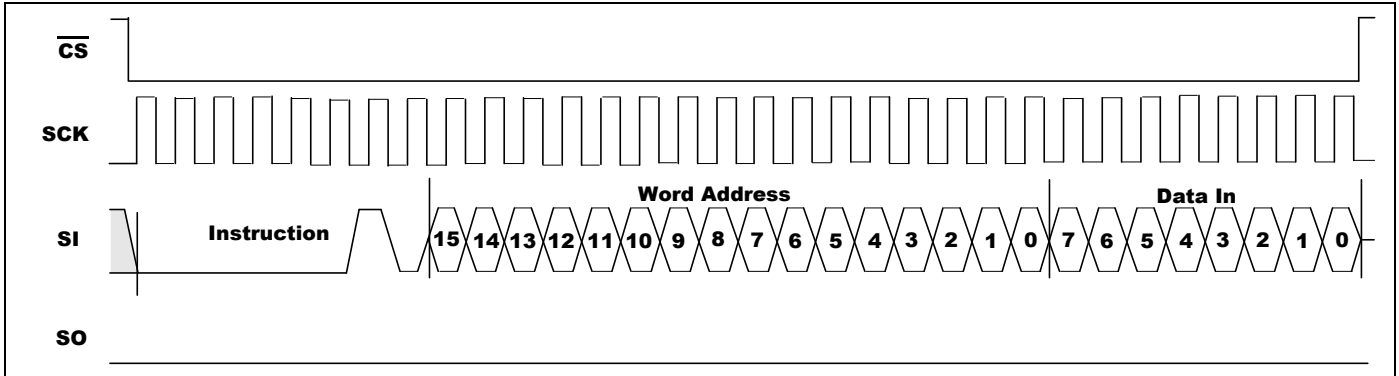 CS
SCK
Word Address
Data In
SI
Instruction
15 14 13 12 11 10 9 8 7 6 5 4 3 2 1 0 7 6 5 4 3 2 1 0
SO